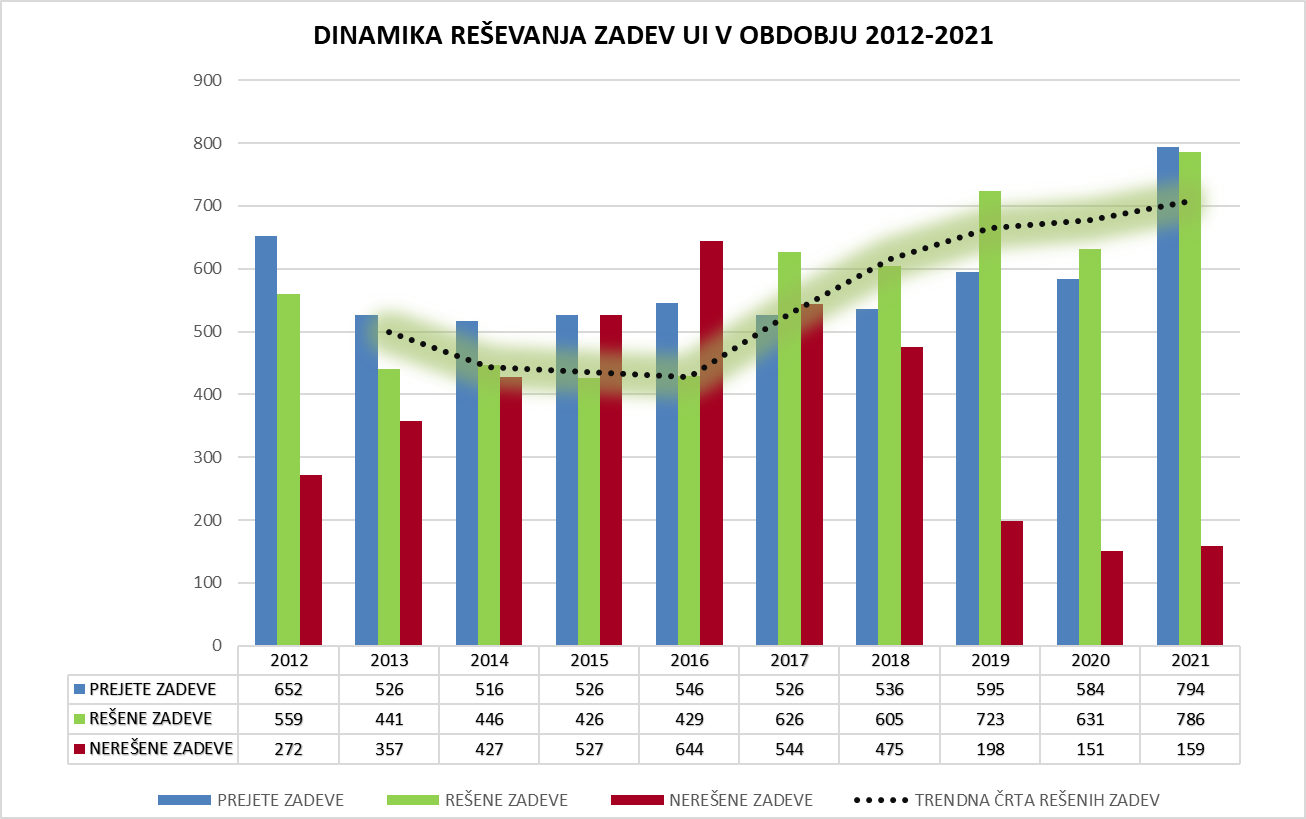 DINAMIKA REŠEVANJA ZADEV UI V OBDOBJU 2012-2021
900
800
700
600
500
400
300
200
100
0
2012 2013 2014 2015 2016 2017 2018 2019 2020 2021
PREJETE ZADEVE 652 526 516 526 546 526 536 595 584 794
REŠENE ZADEVE 559 441 446 426 429 626 605 723 631 786
NEREŠENE ZADEVE 272 357 427 527 644 544 475 198 151 159
PREJETE ZADEVE REŠENE ZADEVE NEREŠENE ZADEVE TRENDNA ČRTA REŠENIH ZADEV